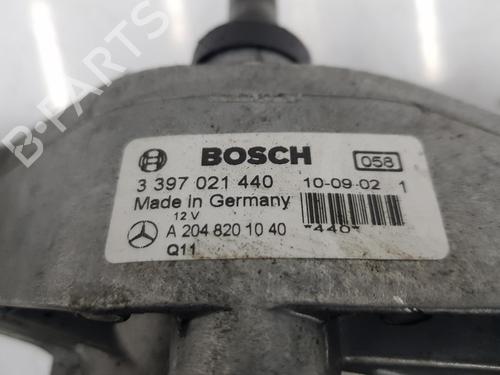 BOSCH 058
3 397 021 440 10-09-02 1
Made in Germany
12 V
A 204 820 10 40 *440*
Q11
B-PARTS